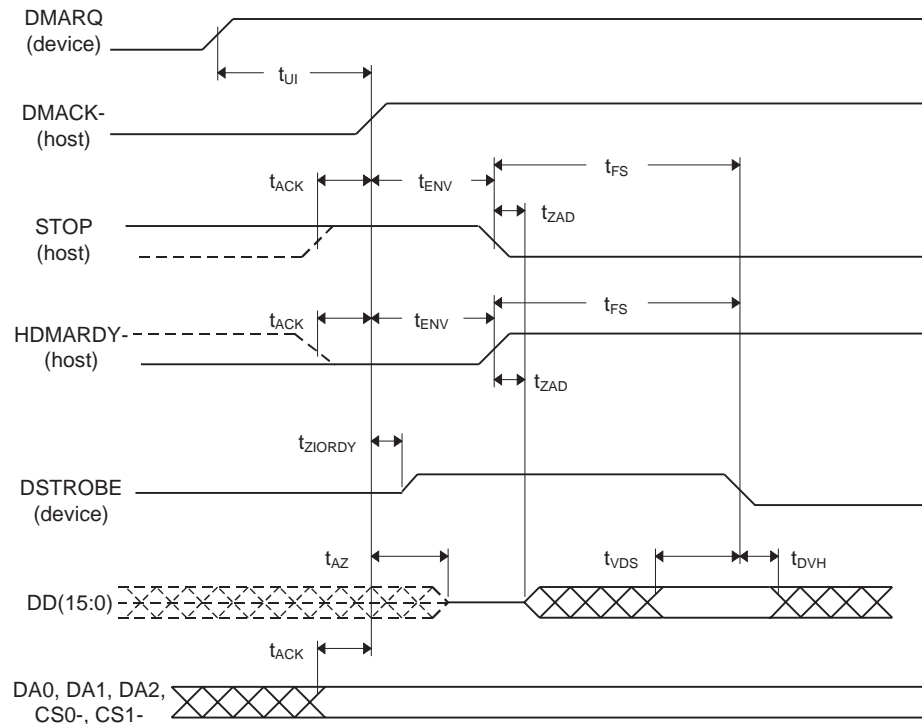 DMARQ
(device)
tUI
DMACK-
(host)
tACK
tENV
tFS
tZAD
STOP
(host)
tACK
tENV
tFS
HDMARDY-
(host)
tZAD
tZIORDY
DSTROBE
(device)
tAZ
tVDS
tDVH
DD(15:0)
tACK
DA0, DA1, DA2,
CS0-, CS1-